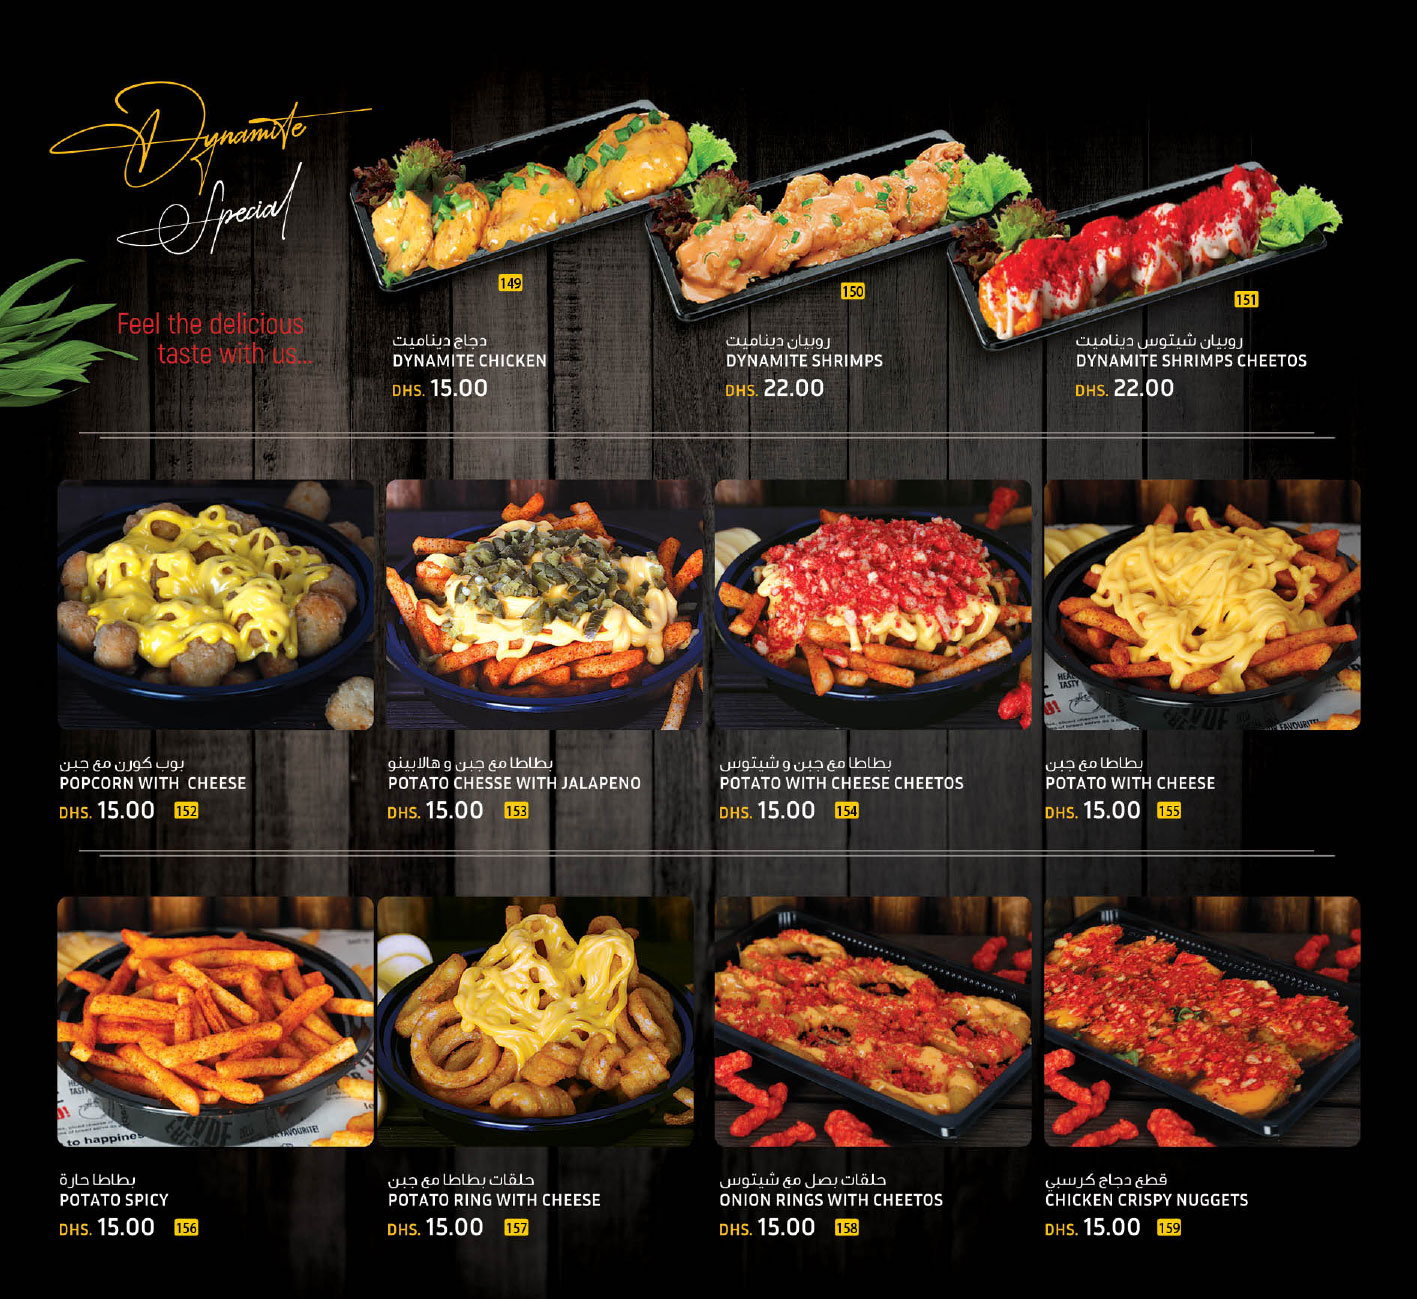 Dynamite
Special
Feel the delicious
taste with us...
149
دجاج ديناميت
DYNAMITE CHICKEN
DHS. 15.00
150
روبيان ديناميت
DYNAMITE SHRIMPS
DHS. 22.00
151
روبيان شيتوس ديناميت
DYNAMITE SHRIMPS CHEETOS
DHS. 22.00
بوب كورن مع جبن
POPCORN WITH CHEESE
DHS. 15.00 152
بطاطا مع جبن و هالابينو
POTATO CHESSE WITH JALAPENO
DHS. 15.00 153
بطاطا مع جبن و شيتوس
POTATO WITH CHEESE CHEETOS
DHS. 15.00 154
TASTY
FAVOURITE!
بطاطا مع جبن
POTATO WITH CHEESE
DHS. 15.00 155
to happiness
FAVOURITE!
بطاطا حارة
POTATO SPICY
DHS. 15.00 156
حلقات بطاطا مع جبن
POTATO RING WITH CHEESE
DHS. 15.00 157
حلقات بصل مع شيتوس
ONION RINGS WITH CHEETOS
DHS. 15.00 158
قطع دجاج كرسبي
CHICKEN CRISPY NUGGETS
DHS. 15.00 159